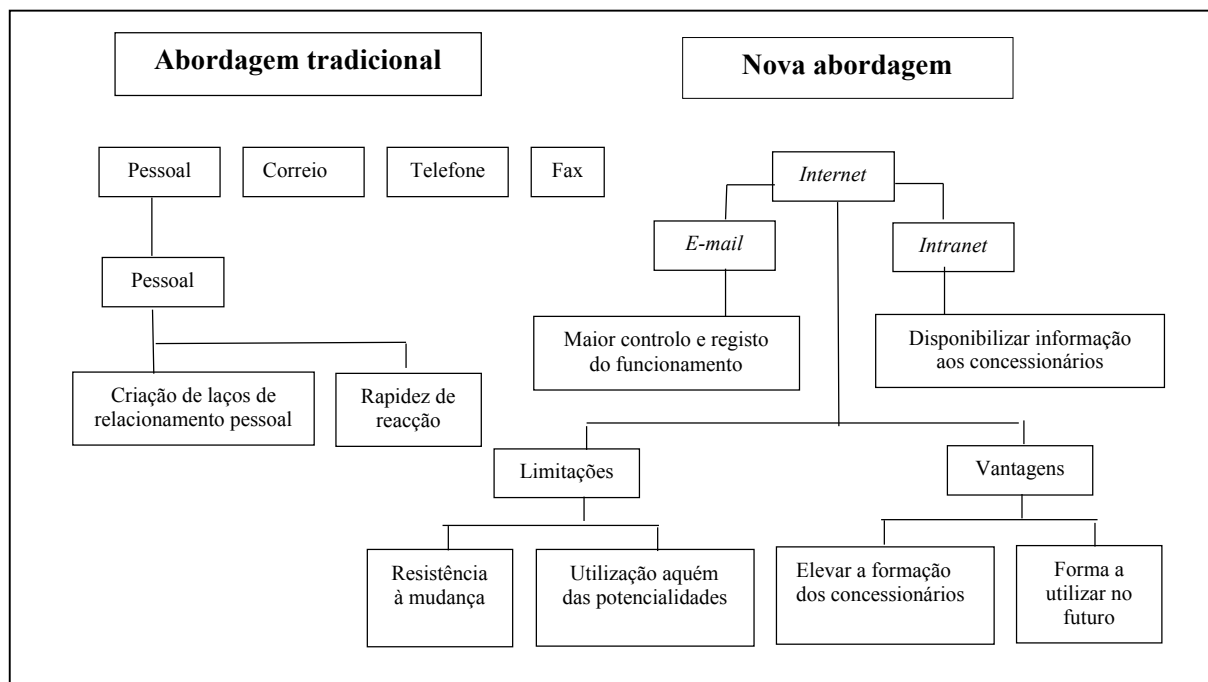 Abordagem tradicional
Nova abordagem
Pessoal
Correio
Telefone
Fax
Internet
E-mail
Intranet
Pessoal
Maior controlo e registo
do funcionamento
Disponibilizar informação
aos concessionários
Criação de laços de
relacionamento pessoal
Rapidez de
reacção
Limitações
Vantagens
Resistência
à mudança
Utilização aquém
das potencialidades
Elevar a formação
dos concessionários
Forma a
utilizar no
futuro